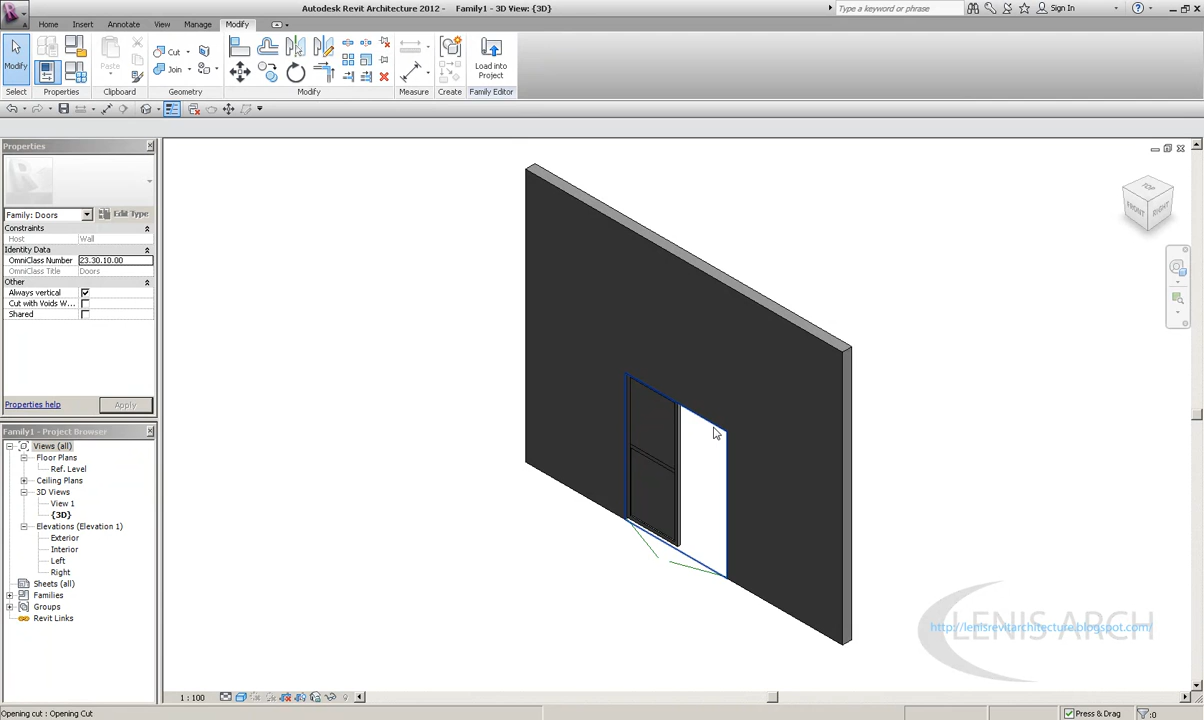 Autodesk Revit Architecture 2012 - Family1 - 3D View: {3D}
Type a keyword or phrase
Sign In
Home
Insert
Annotate
View
Manage
Modify
Modify
Paste
Cut
Join
Load into
Project
Select
Properties
Clipboard
Geometry
Modify
Measure
Create
Family Editor
Properties
Family: Doors
Edit Type
Constraints
Host
Wall
Identity Data
OmniClass Number
23.30.10.00
OmniClass Title
Doors
Other
Always vertical
Cut with Voids W...
Shared
Properties help
Apply
Family1 - Project Browser
Views (all)
Floor Plans
Ref. Level
Ceiling Plans
3D Views
View 1
{3D}
Elevations (Elevation 1)
Exterior
Interior
Left
Right
Sheets (all)
Families
Groups
Revit Links
TOP
FRONT
RIGHT
LENIS ARCH
http://lenisrevitarchitecture.blogspot.com/
1 : 100
Opening cut : Opening Cut
Press & Drag
:0